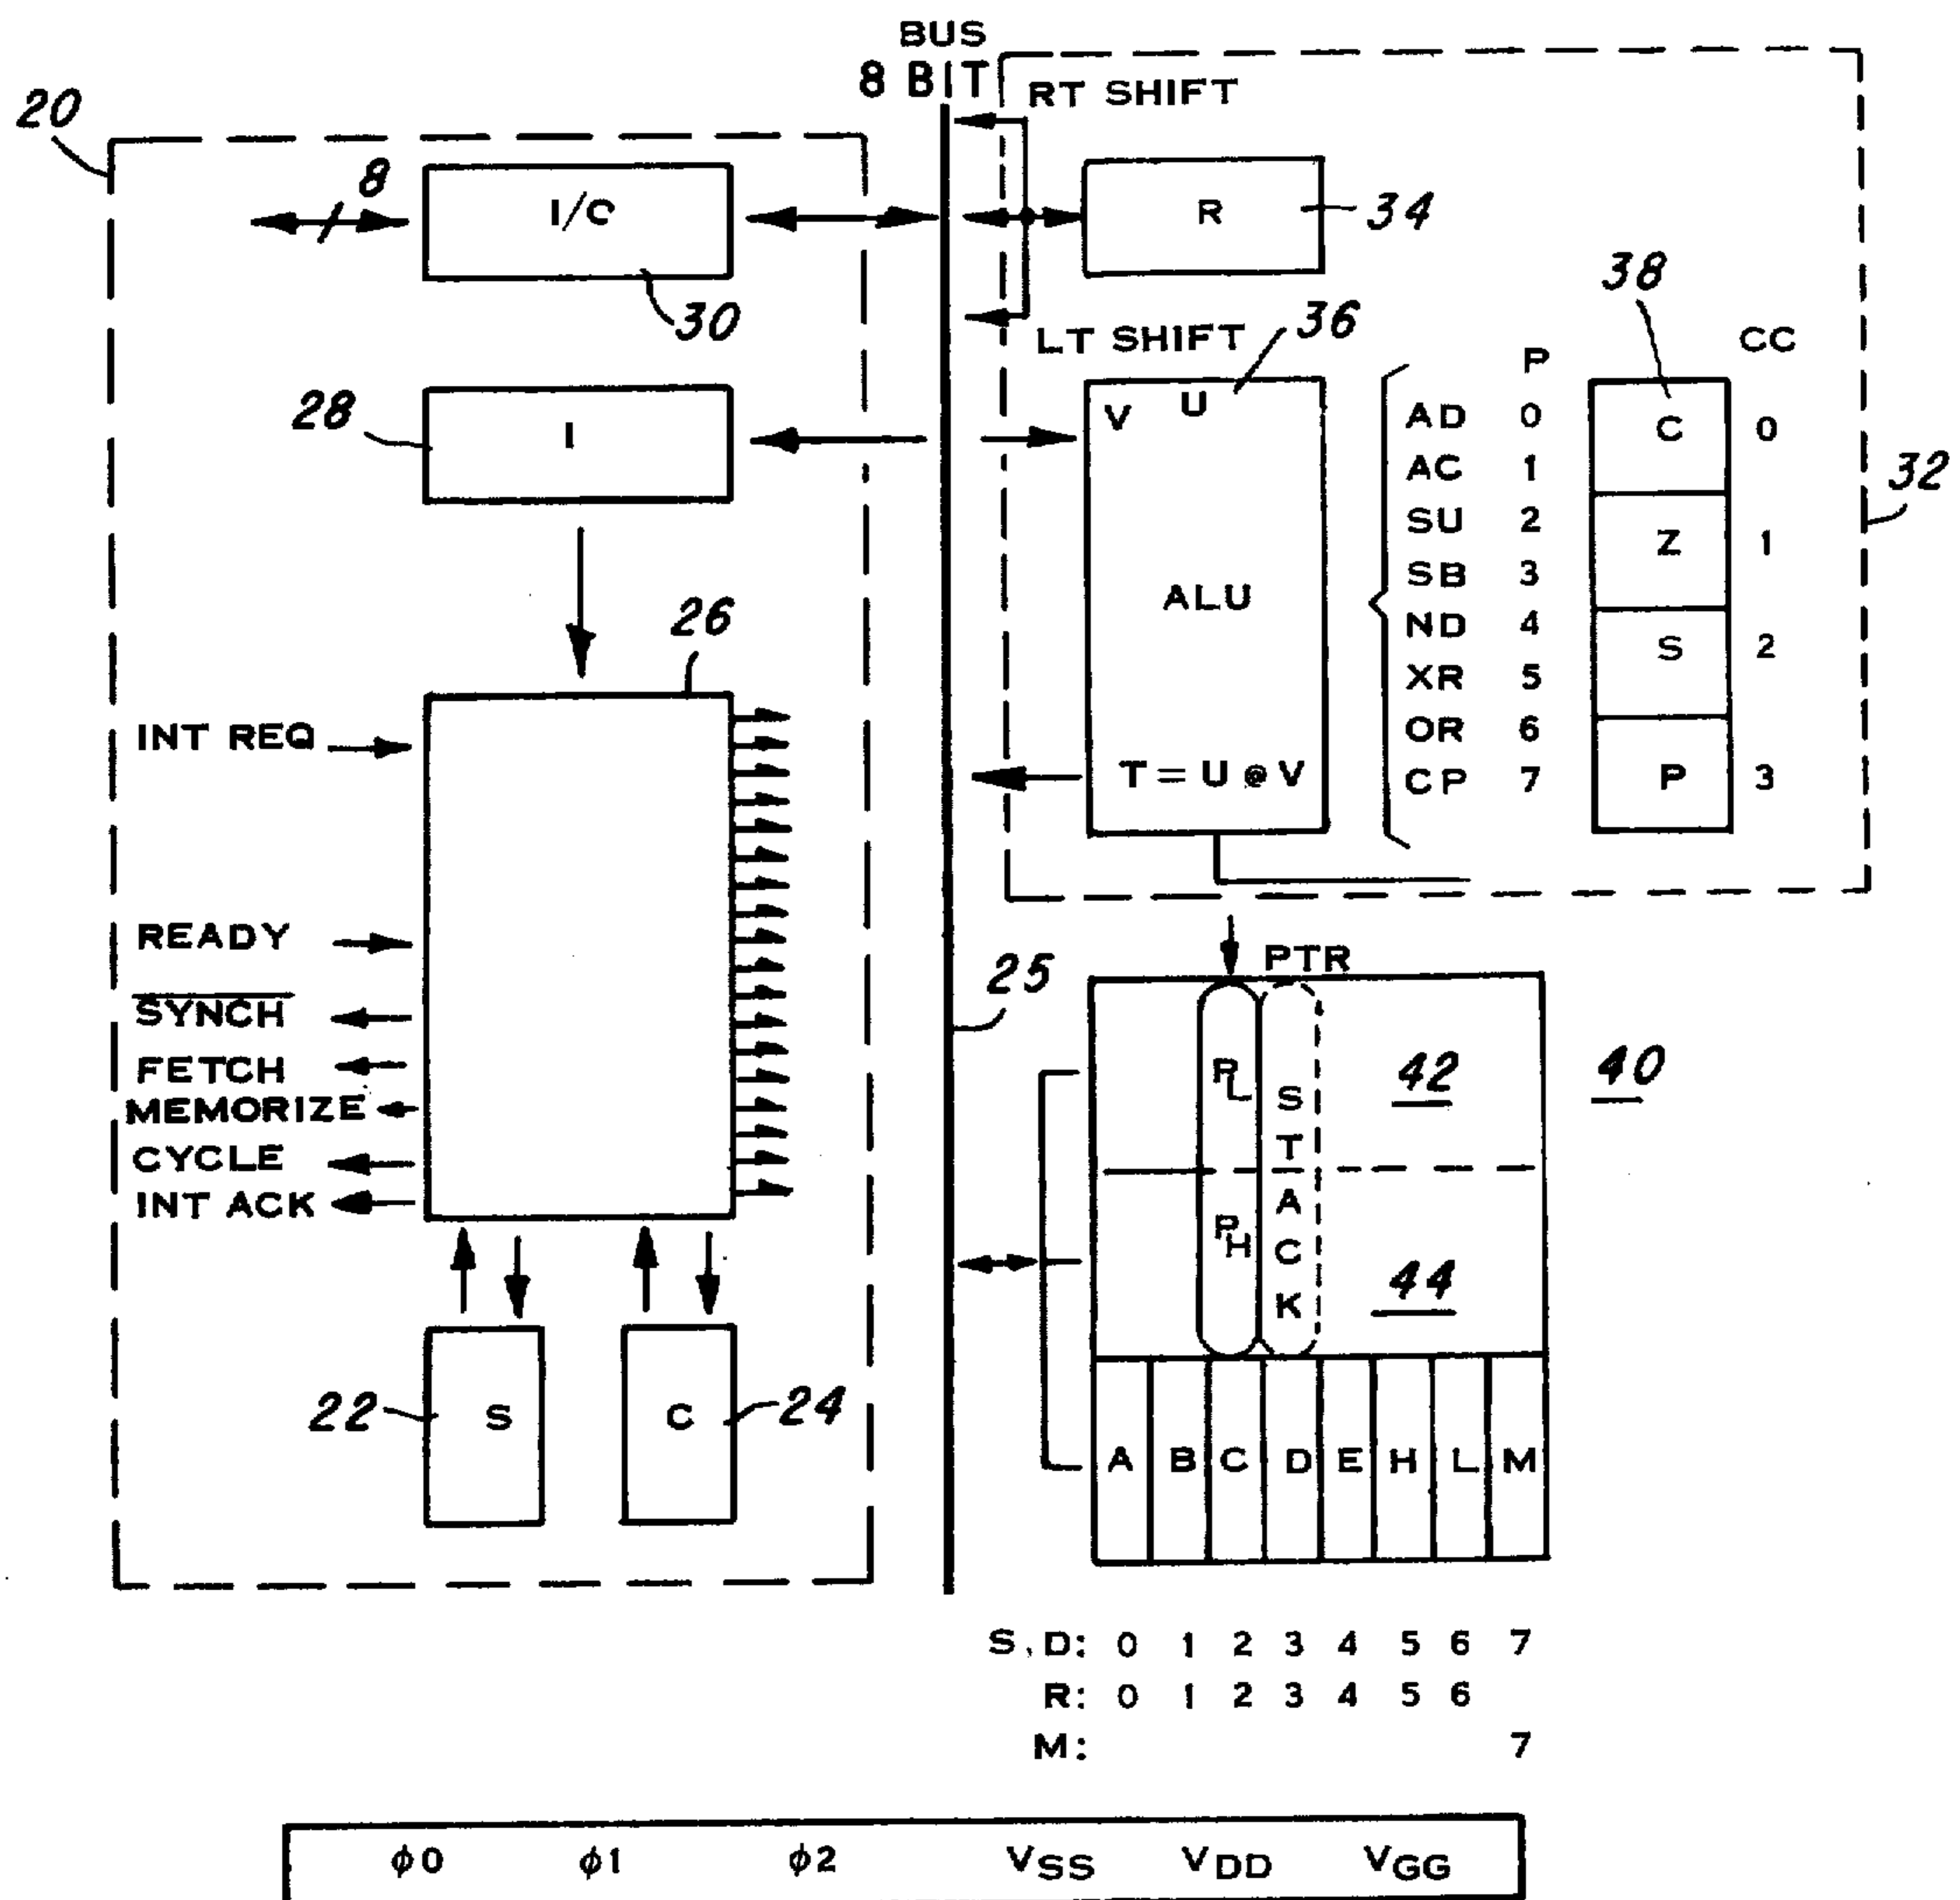 BUS
8 BIT
RT SHIFT
20
8
I/C
30
R
34
38
LT SHIFT
36
P
CC
28
I
V U
AD 0
AC 1
SU 2
SB 3
ND 4
XR 5
OR 6
CP 7
C 0
Z 1
S 2
P 3
32
ALU
T = U @ V
26
INT REQ
READY
SYNCH
FETCH
MEMORIZE
CYCLE
INT ACK
25
PTR
PL
PH
STACK
42
40
44
22
S
C
24
A B C D E H L M
S,D: 0 1 2 3 4 5 6 7
R: 0 1 2 3 4 5 6
M: 7
φ0 φ1 φ2 VSS VDD VGG